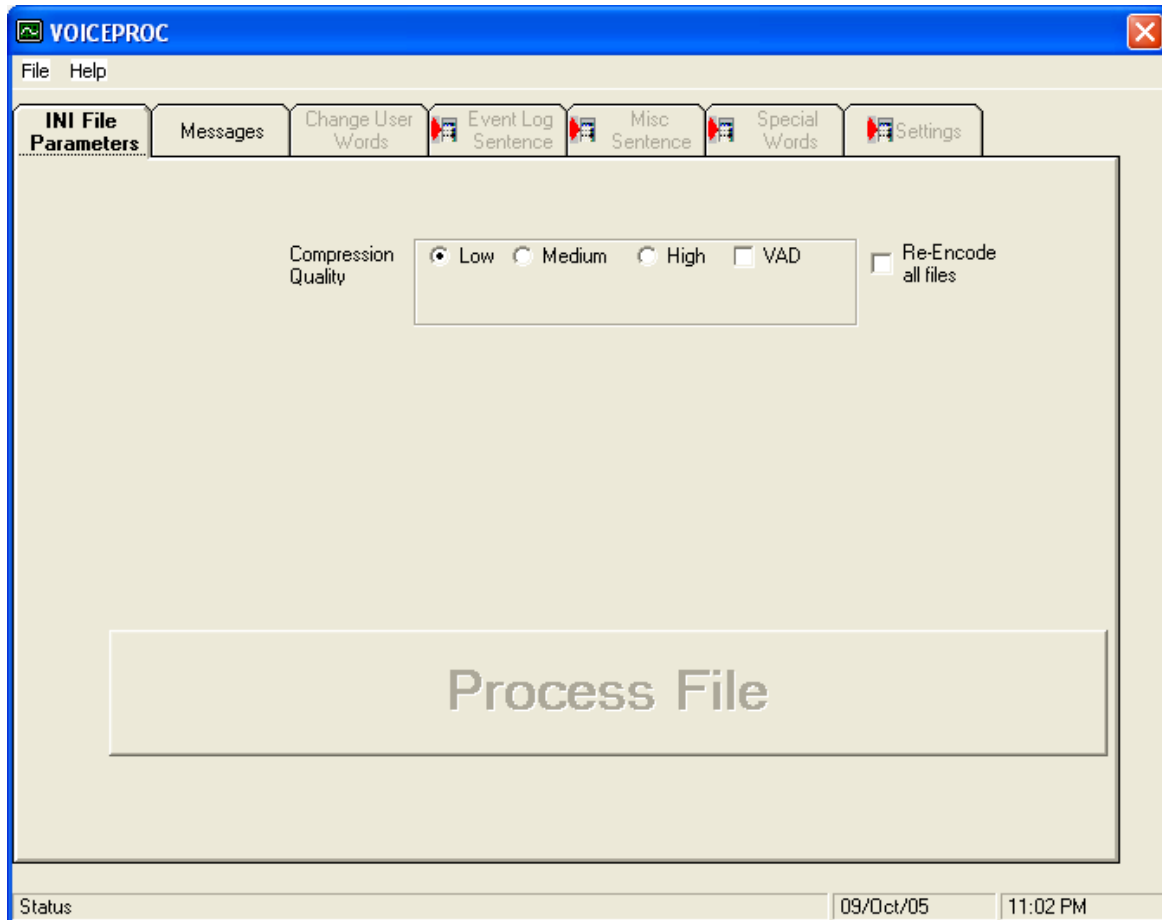 VOICEPROC
File Help
INI File
Parameters
Messages
Change User
Words
Event Log
Sentence
Misc
Sentence
Special
Words
Settings
Compression
Quality
Low Medium High VAD
Re-Encode
all files
Process File
Status 09/Oct/05 11:02 PM